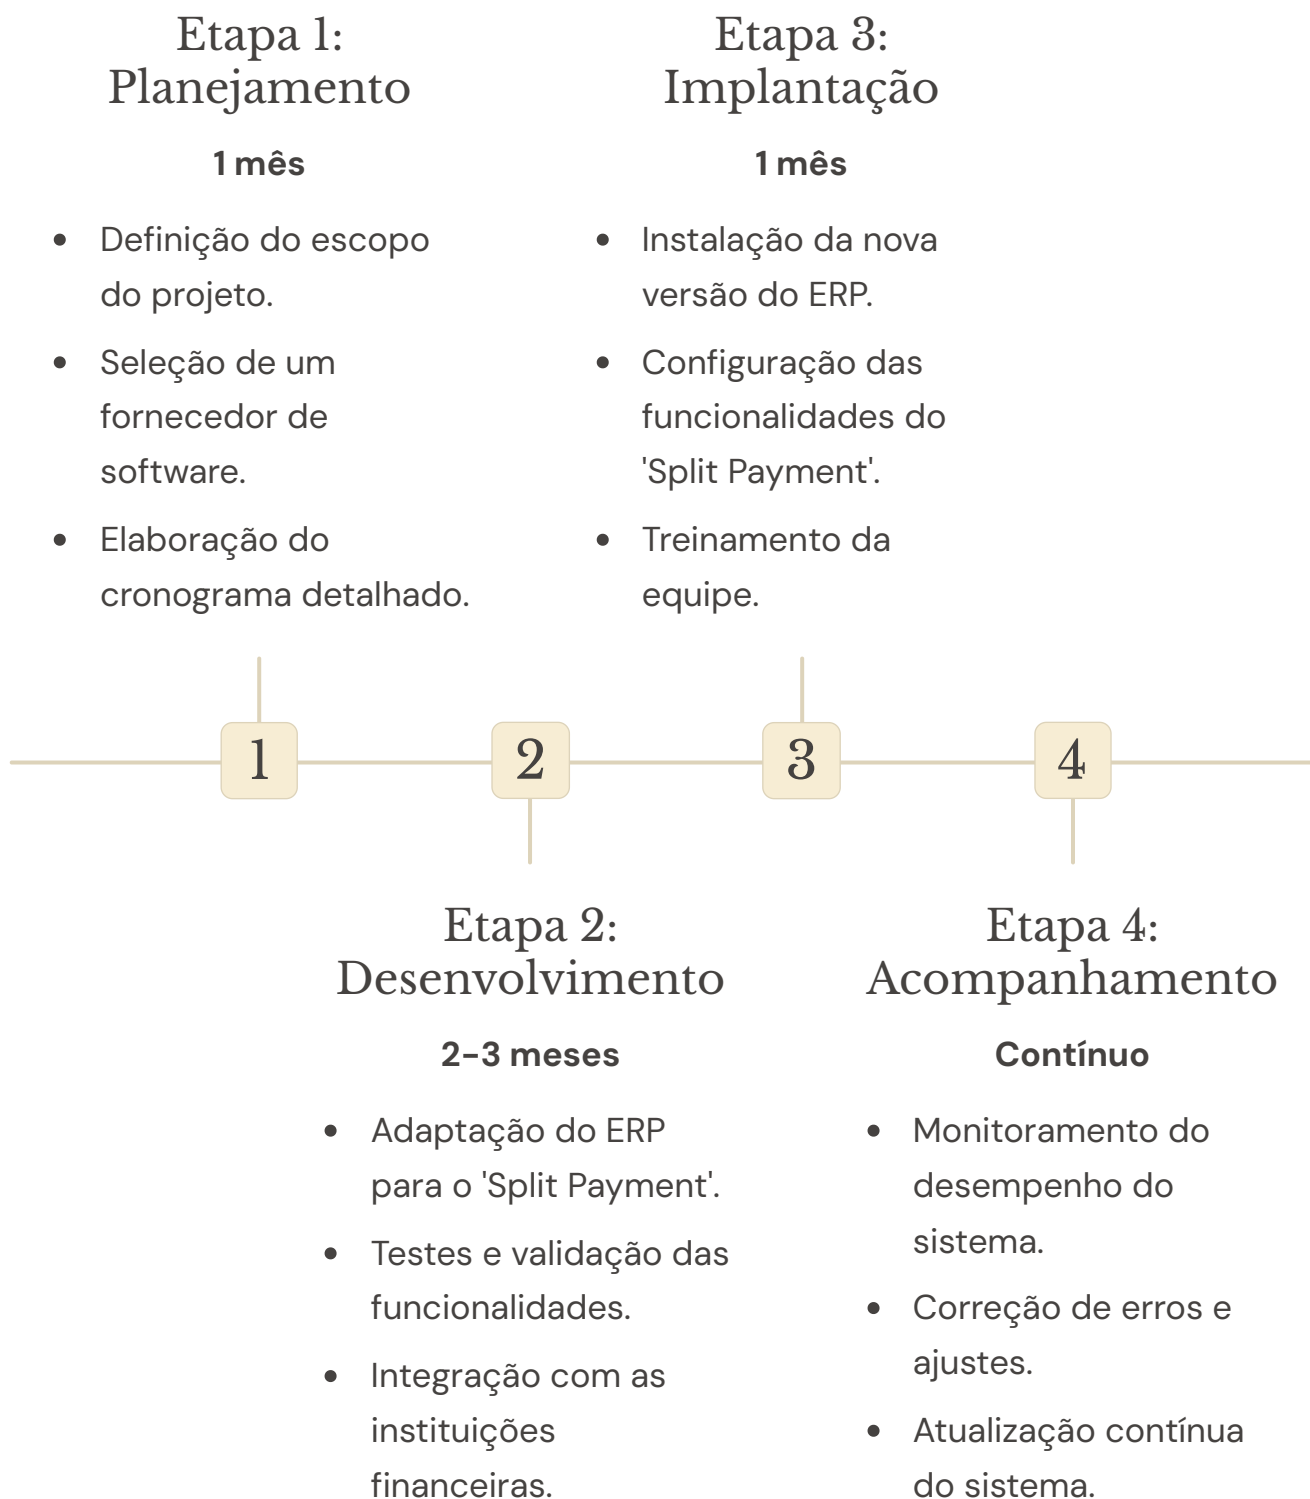 Etapa 1:
Planejamento
1 mês
• Definição do escopo
do projeto.
• Seleção de um
fornecedor de
software.
• Elaboração do
cronograma detalhado.
Etapa 3:
Implantação
1 mês
• Instalação da nova
versão do ERP.
• Configuração das
funcionalidades do
'Split Payment'.
• Treinamento da
equipe.
1
2
3
4
Etapa 2:
Desenvolvimento
2-3 meses
• Adaptação do ERP
para o 'Split Payment'.
• Testes e validação das
funcionalidades.
• Integração com as
instituições
financeiras.
Etapa 4:
Acompanhamento
Contínuo
• Monitoramento do
desempenho do
sistema.
• Correção de erros e
ajustes.
• Atualização contínua
do sistema.